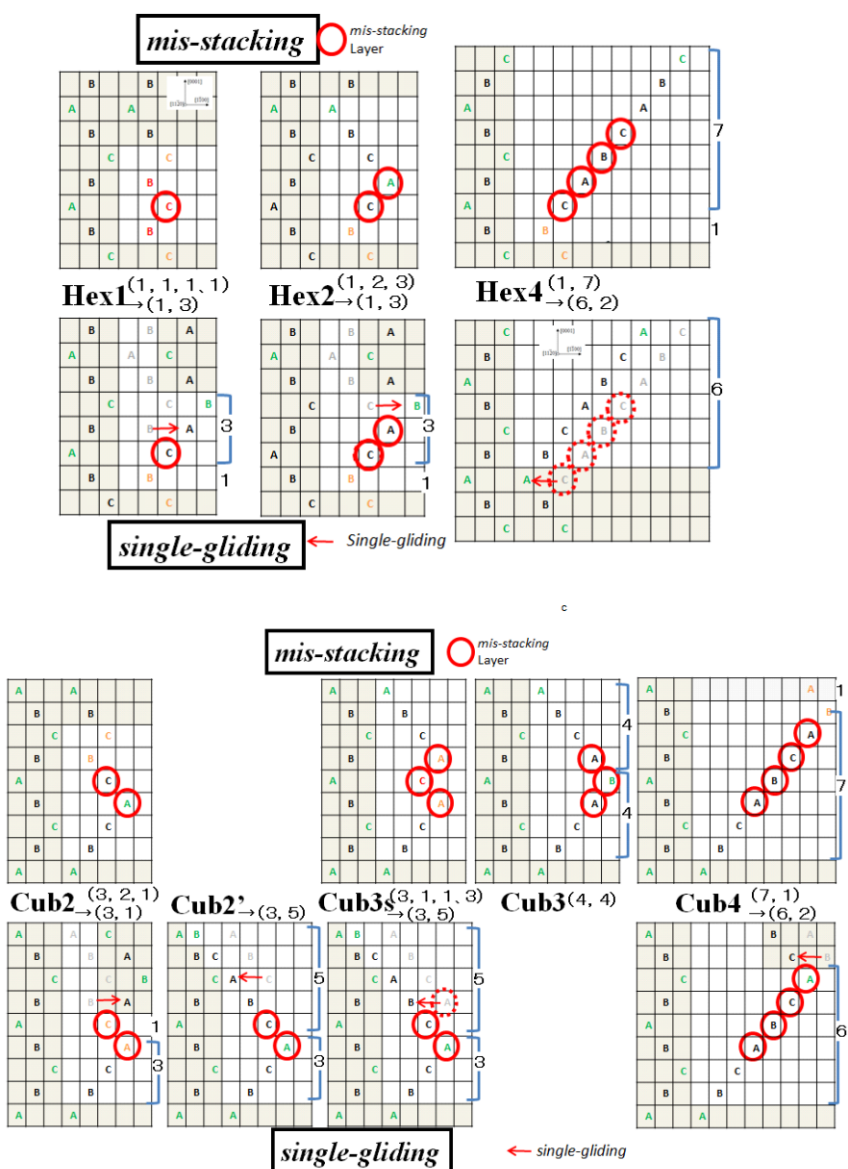 mis-stacking
mis-stacking
Layer
B B
A A
B B
C C
B B
A C
B B
C C
B B
A A
B B
C C
B A
A C
B B
C C
C C
B
A A
C
C B
A
A C
B
C C
7
1
Hex1 (1, 1, 1, 1)
→(1, 3)
Hex2 (1, 2, 3)
→(1, 3)
Hex4 (1, 7)
→(6, 2)
B B A
A A C
B B A
C C B
B B A
A C
B B
C C
3
1
B B A
A A C
B B A
C C B
B A
A C
B B
C C
3
1
C A C
C B
A B A
A C
C C B
B A
A A C
B
C C
6
single-gliding
Single-gliding
c
mis-stacking
mis-stacking
Layer
A A
B B
C C
B B
A C
B A
C C
B B
A A
A A
B B
C C
B A
A C
B A
C C
B B
A A
A A
B B
C C
B A
A B
B A
C C
B B
A A
4
4
A A
B B
C A
B C
A B
B A
C C
B B
A A
1
7
Cub2 (3, 2, 1)
→(3, 1)
Cub2’ →(3, 5)
Cub3s (3, 1, 1, 3)
→(3, 5)
Cub3 (4, 4)
Cub4 (7, 1)
→(6, 2)
A A C
B B A
C C B
B B A
A C
B A
C C
B B
A A
1
3
A B A
B C B
C A C
B B
A C
B A
C C
B B
A A
5
3
A B A
B C B
C A C
B B A
A C
B A
C C
B B
A A
5
3
A B A
B C B
C A
B C
A B
B A
C C
B B
A A
6
single-gliding
single-gliding